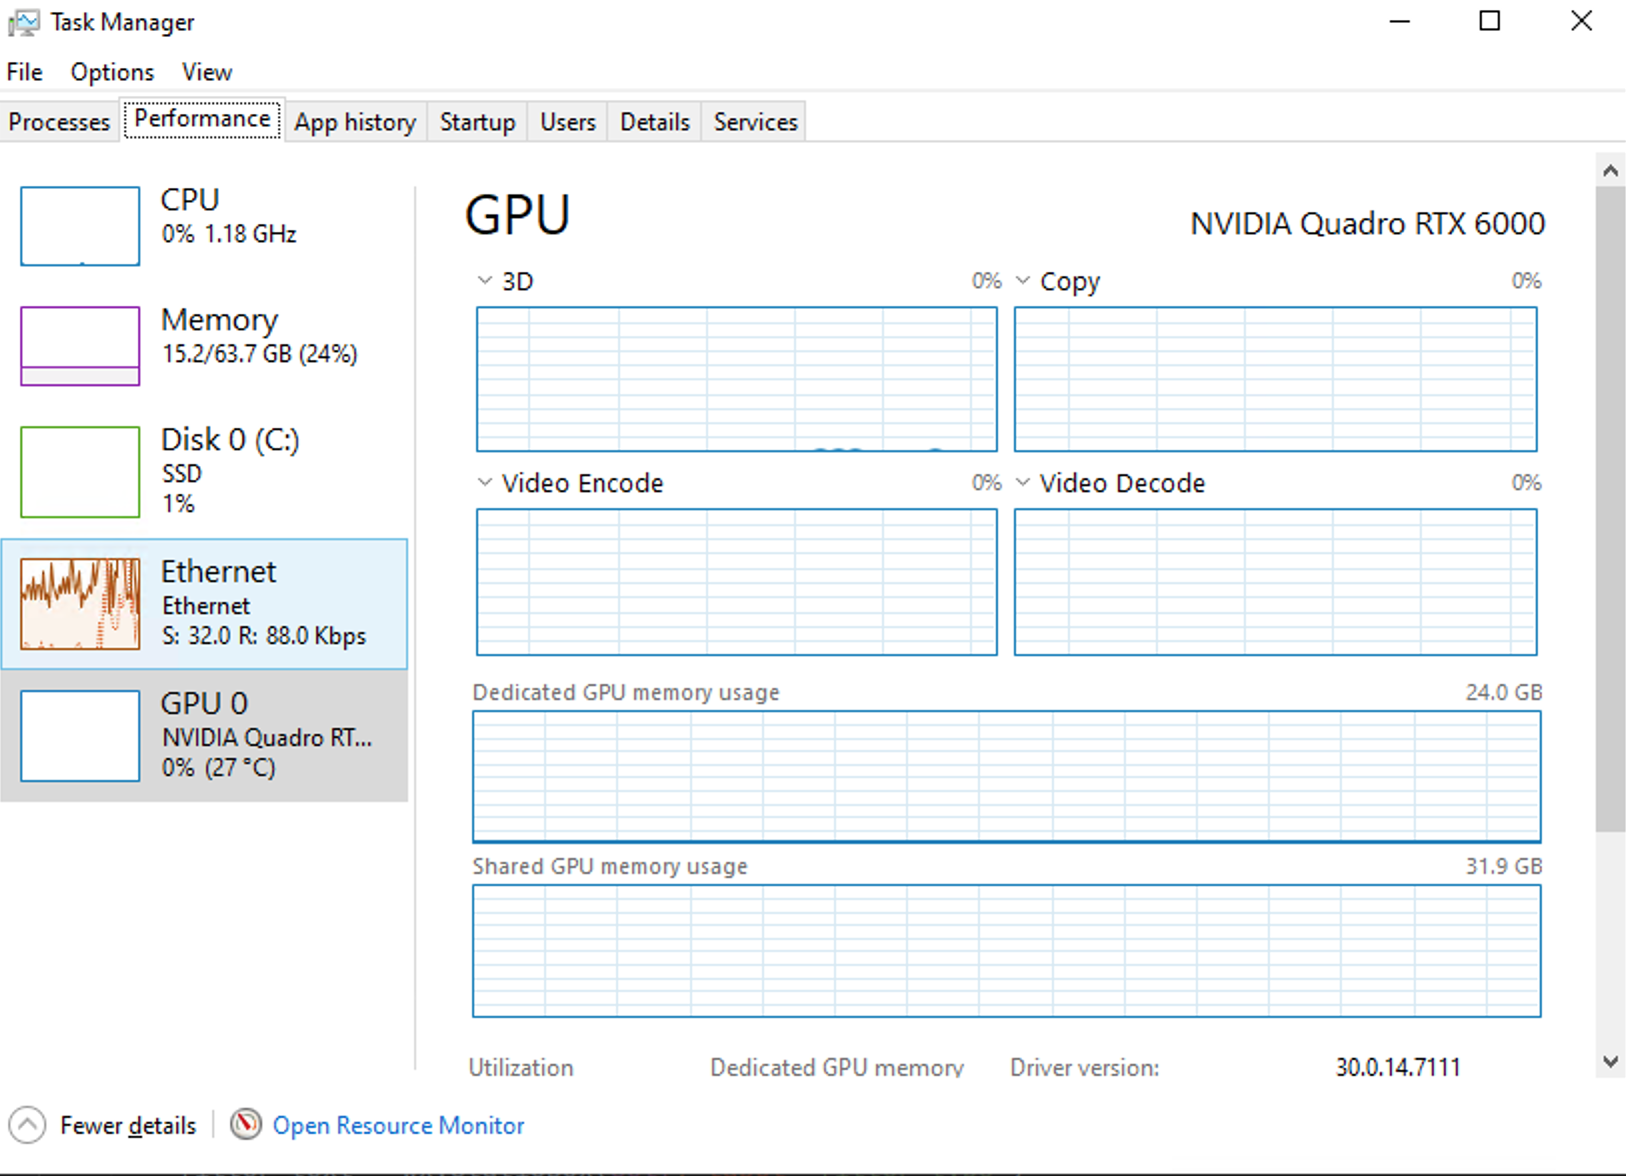 Task Manager
File Options View
Processes Performance App history Startup Users Details Services
CPU
0% 1.18 GHz
Memory
15.2/63.7 GB (24%)
Disk 0 (C:)
SSD
1%
Ethernet
Ethernet
S: 32.0 R: 88.0 Kbps
GPU 0
NVIDIA Quadro RT...
0% (27 °C)
GPU NVIDIA Quadro RTX 6000
3D 0% Copy 0%
Video Encode 0% Video Decode 0%
Dedicated GPU memory usage 24.0 GB
Shared GPU memory usage 31.9 GB
Utilization Dedicated GPU memory Driver version: 30.0.14.7111
Fewer details Open Resource Monitor